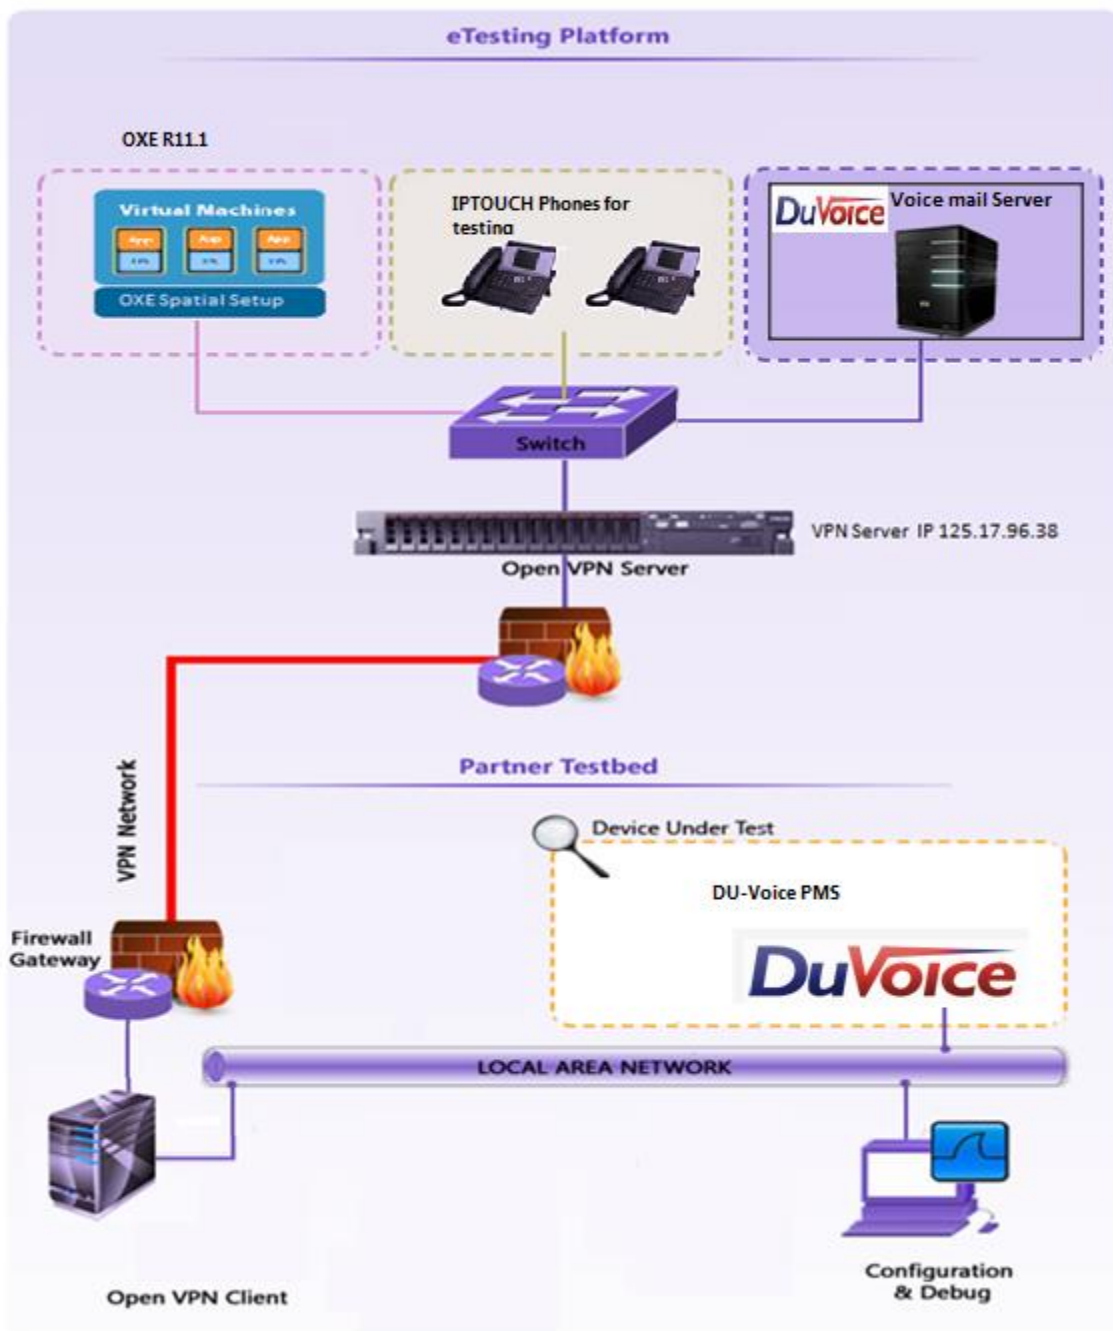 eTesting Platform
OXE R11.1
Virtual Machines
App
App
App
OXE Spatial Setup
IPTOUCH Phones for
testing
DuVoice
Voice mail Server
Switch
VPN Server IP 125.17.96.38
Open VPN Server
Partner Testbed
VPN Network
Device Under Test
DU-Voice PMS
DuVoice
Firewall
Gateway
LOCAL AREA NETWORK
Open VPN Client
Configuration
& Debug